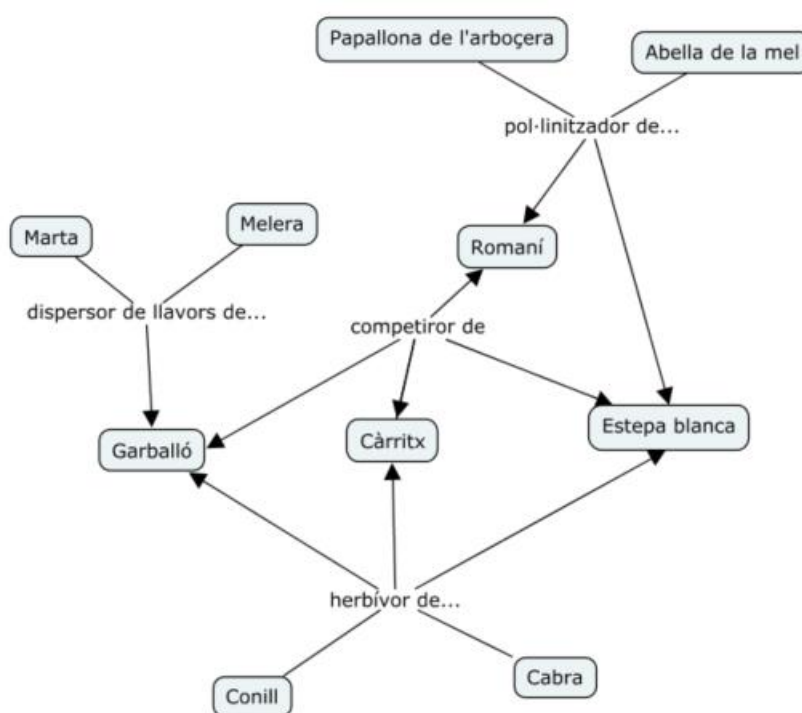 Papallona de l'arboçera
Abella de la mel
pol·linitzador de...
Marta
Melera
Romaní
dispersor de llavors de...
competiror de
Garballó
Càrritx
Estepa blanca
herbívor de...
Conill
Cabra